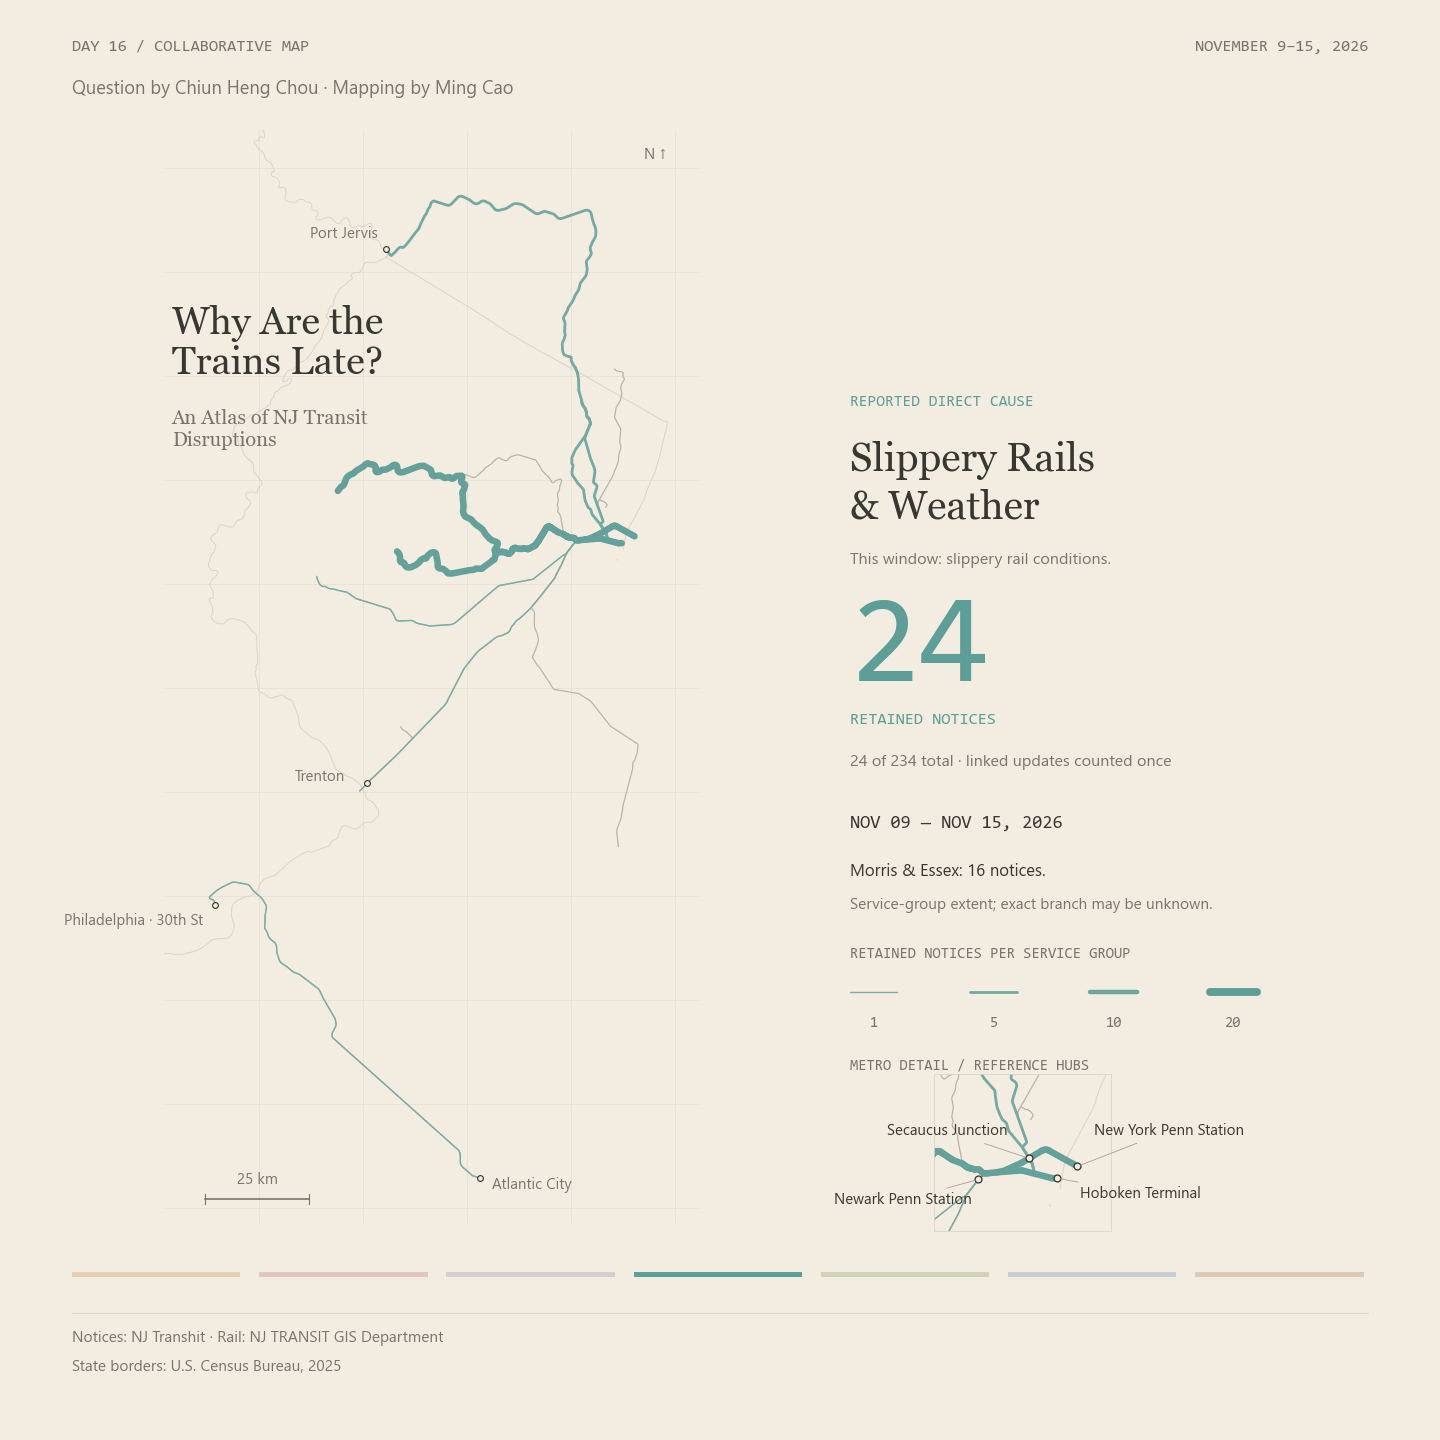 DAY 16 / COLLABORATIVE MAP
NOVEMBER 9–15, 2026
Question by Chiun Heng Chou · Mapping by Ming Cao
N ↑
Port Jervis
Why Are the
Trains Late?
An Atlas of NJ Transit
Disruptions
Trenton
Philadelphia · 30th St
25 km
Atlantic City
REPORTED DIRECT CAUSE
Slippery Rails
& Weather
This window: slippery rail conditions.
24
RETAINED NOTICES
24 of 234 total · linked updates counted once
NOV 09 — NOV 15, 2026
Morris & Essex: 16 notices.
Service-group extent; exact branch may be unknown.
RETAINED NOTICES PER SERVICE GROUP
1 5 10 20
METRO DETAIL / REFERENCE HUBS
Secaucus Junction
New York Penn Station
Newark Penn Station
Hoboken Terminal
Notices: NJ Transhit · Rail: NJ TRANSIT GIS Department
State borders: U.S. Census Bureau, 2025